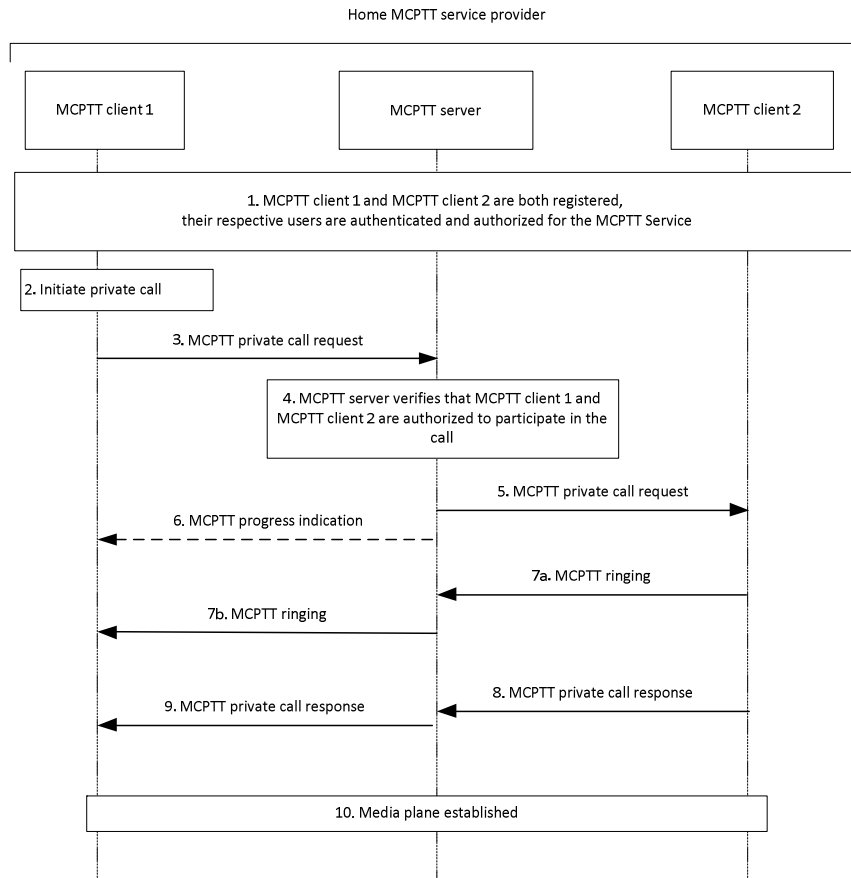 Home MCPTT service provider
MCPTT client 1
MCPTT server
MCPTT client 2
1. MCPTT client 1 and MCPTT client 2 are both registered,
their respective users are authenticated and authorized for the MCPTT Service
2. Initiate private call
3. MCPTT private call request
4. MCPTT server verifies that MCPTT client 1 and
MCPTT client 2 are authorized to participate in the
call
5. MCPTT private call request
6. MCPTT progress indication
7a. MCPTT ringing
7b. MCPTT ringing
8. MCPTT private call response
9. MCPTT private call response
10. Media plane established